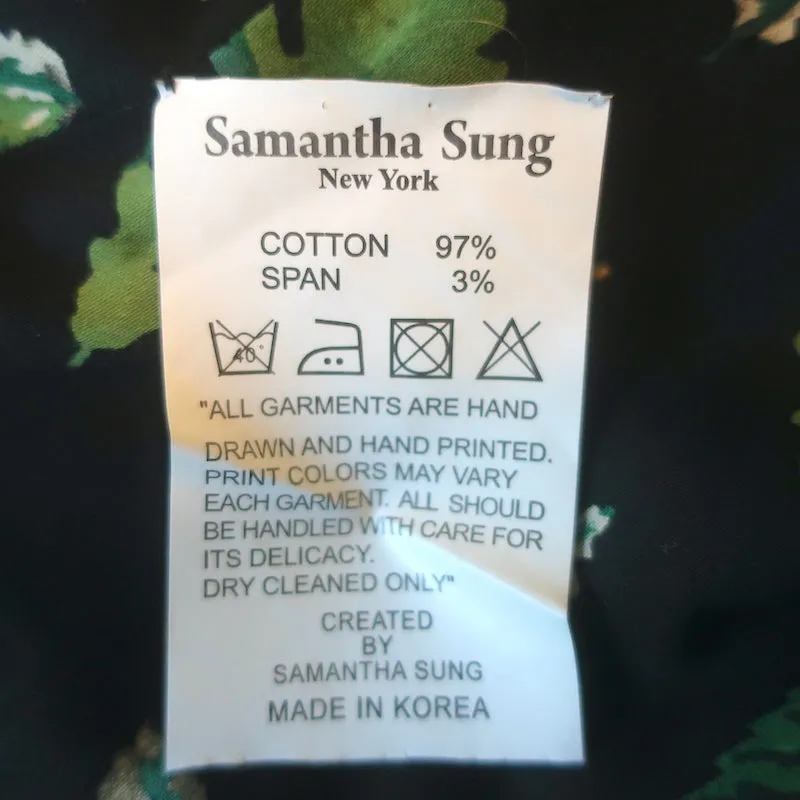 Samantha Sung
New York
COTTON 97%
SPAN 3%
40
"ALL GARMENTS ARE HAND
DRAWN AND HAND PRINTED.
PRINT COLORS MAY VARY
EACH GARMENT. ALL SHOULD
BE HANDLED WITH CARE FOR
ITS DELICACY.
DRY CLEANED ONLY"
CREATED
BY
SAMANTHA SUNG
MADE IN KOREA